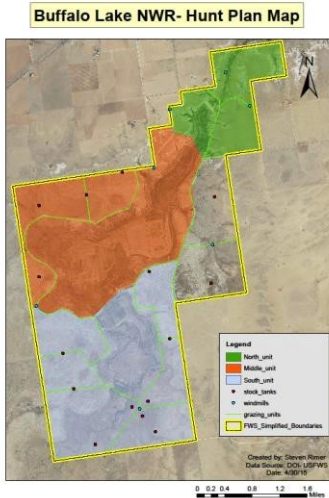 Buffalo Lake NWR- Hunt Plan Map
N
Legend
North_unit
Middle_unit
South_unit
stock_tanks
windmills
grazing_units
FWS_Simplified_Boundaries
Created by: Steven Rimer
Data Source: DOI- USFWS
Date: 4/30/15
0 0.2 0.4 0.8 1.2 1.6
Miles